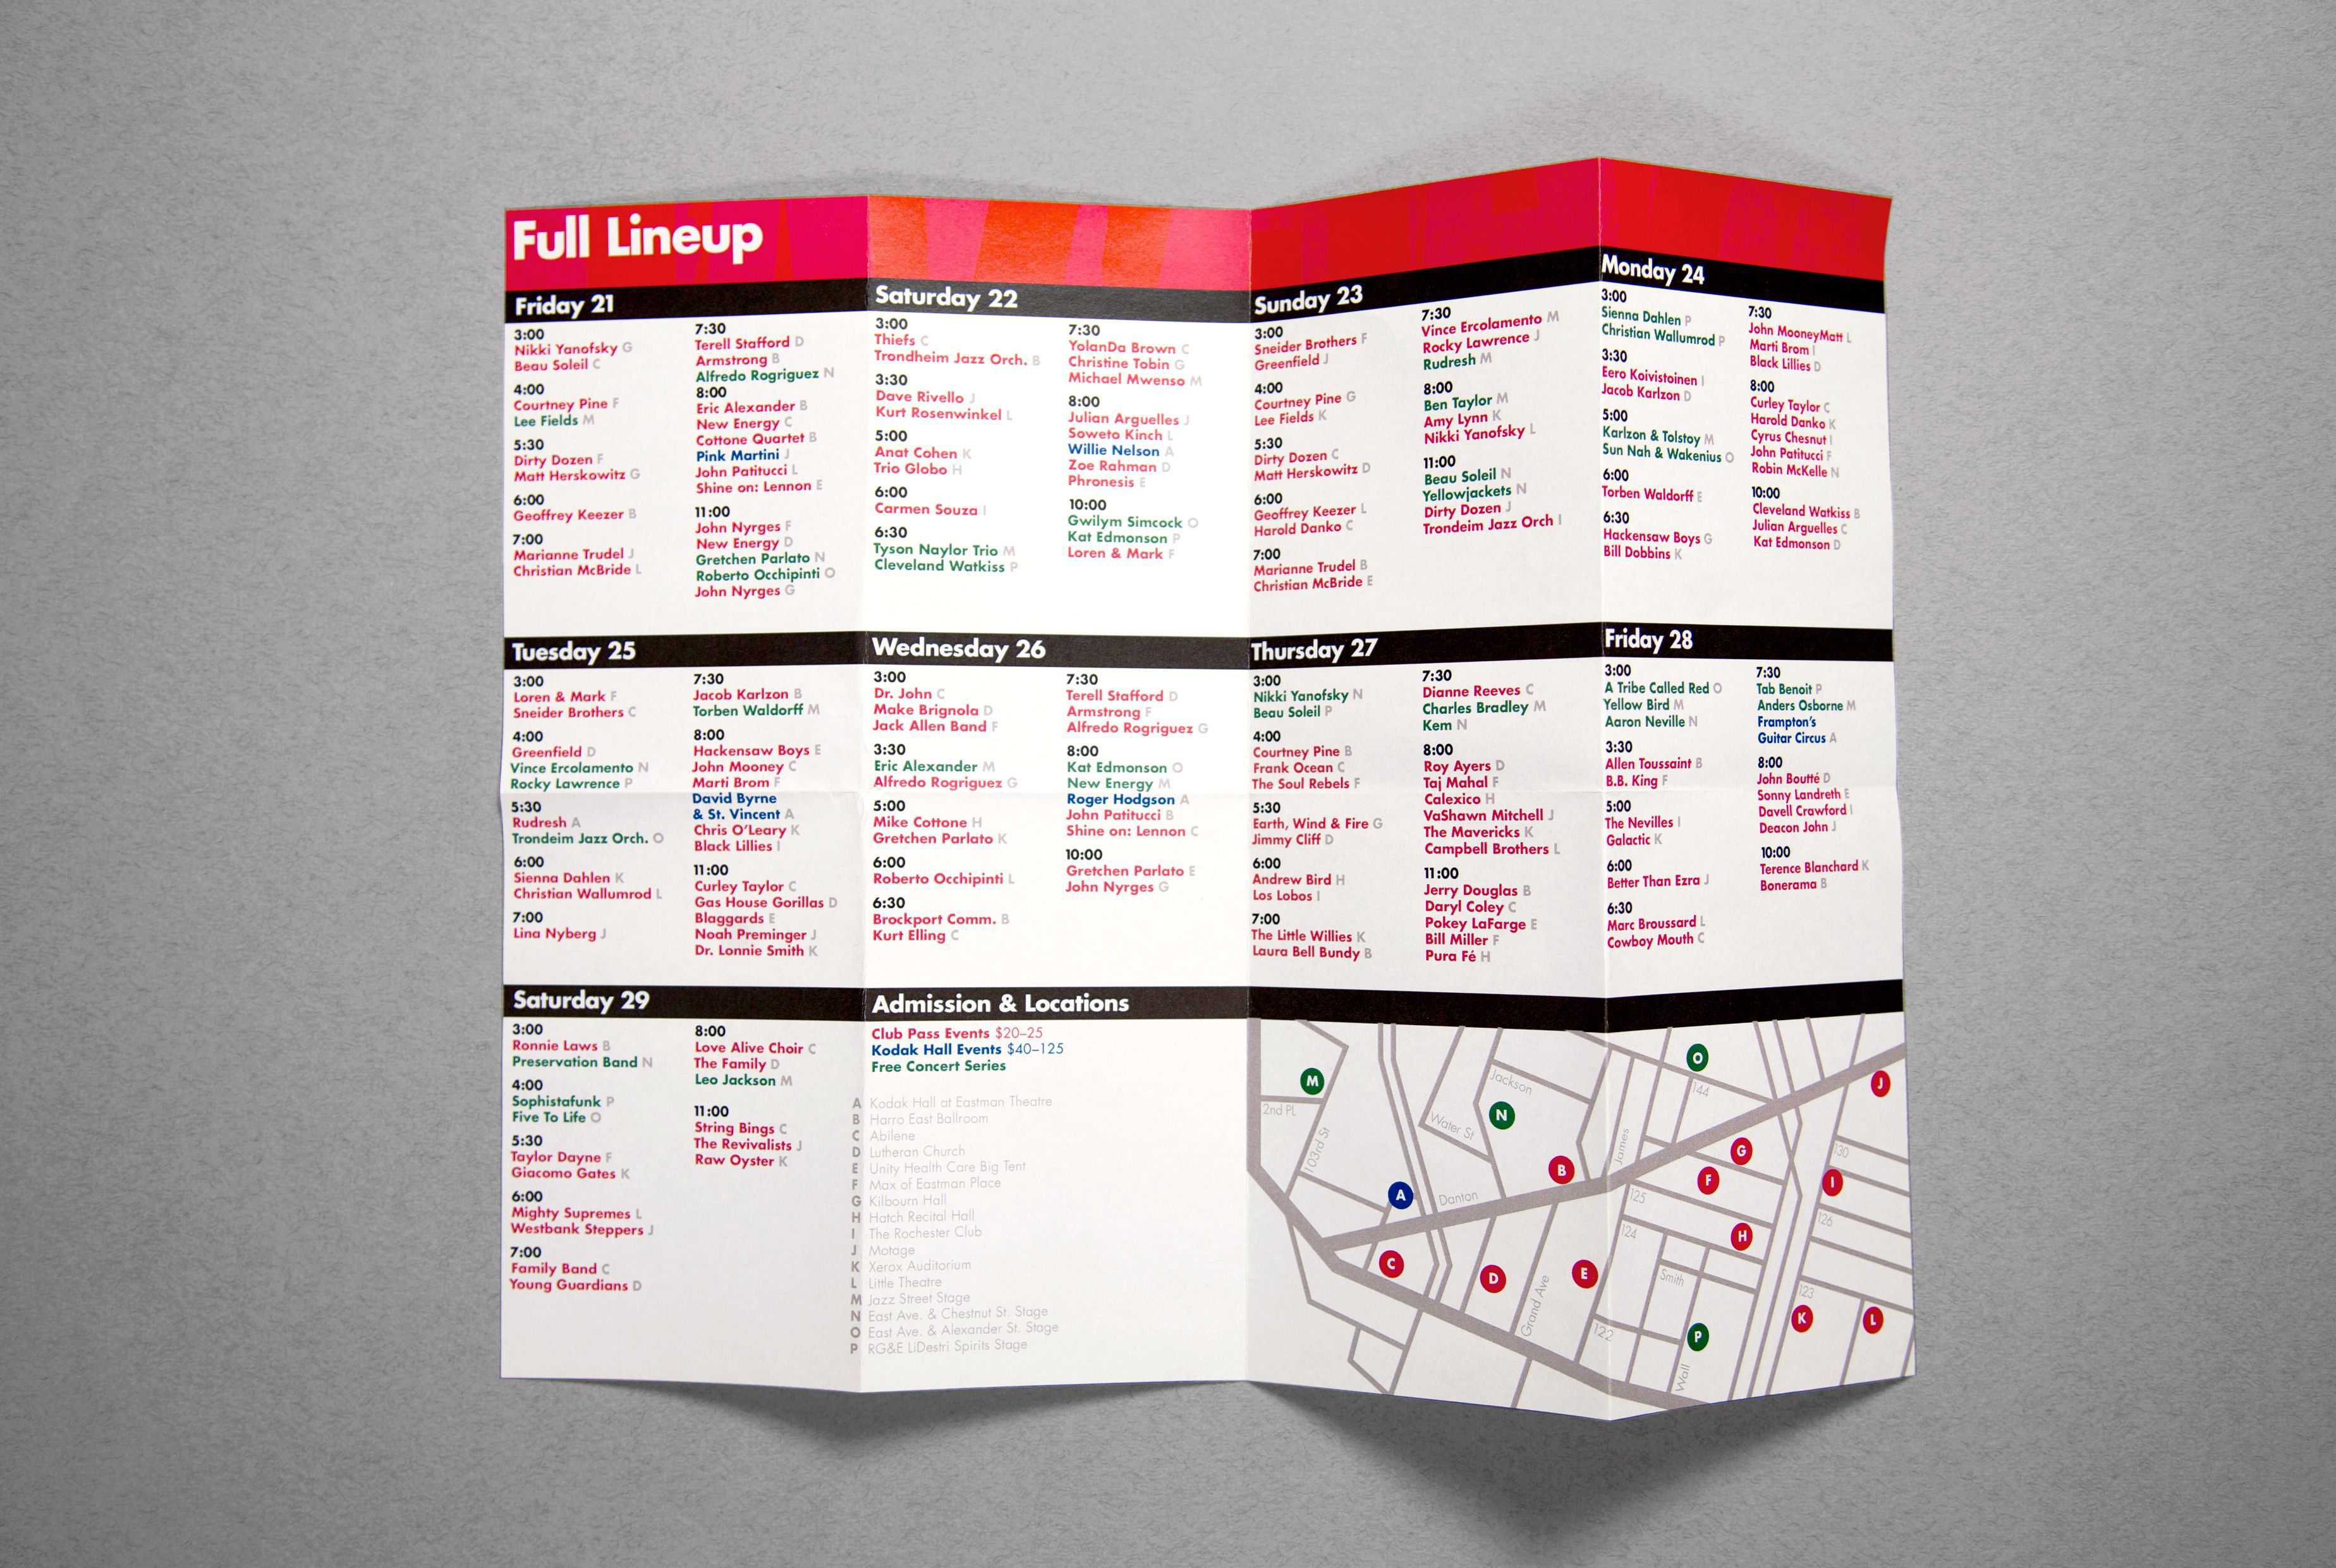 Full Lineup
Friday 21
3:00
Nikki Yanofsky G
Beau Soleil C
4:00
Courtney Pine F
Lee Fields M
5:30
Dirty Dozen F
Matt Herskowitz G
6:00
Geoffrey Keezer B
7:00
Marianne Trudel J
Christian McBride L
7:30
Terell Stafford D
Armstrong B
Alfredo Rogriguez N
8:00
Eric Alexander B
New Energy C
Cottone Quartet B
Pink Martini J
John Patitucci L
Shine on: Lennon E
11:00
John Nyrges F
New Energy D
Gretchen Parlato N
Roberto Occhipinti O
John Nyrges G
Saturday 22
3:00
Thiefs C
Trondheim Jazz Orch. B
3:30
Dave Rivello J
Kurt Rosenwinkel L
5:00
Anat Cohen K
Trio Globo H
6:00
Carmen Souza I
6:30
Tyson Naylor Trio M
Cleveland Watkiss P
7:30
YolanDa Brown C
Christine Tobin G
Michael Mwenso M
8:00
Julian Arguelles J
Soweto Kinch L
Willie Nelson A
Zoe Rahman D
Phronesis E
10:00
Gwilym Simcock O
Kat Edmonson P
Loren & Mark F
Sunday 23
3:00
Sneider Brothers F
Greenfield J
4:00
Courtney Pine G
Lee Fields K
5:30
Dirty Dozen C
Matt Herskowitz D
6:00
Geoffrey Keezer L
Harold Danko C
7:00
Marianne Trudel B
Christian McBride E
7:30
Vince Ercolamento M
Rocky Lawrence J
Rudresh M
8:00
Ben Taylor M
Amy Lynn K
Nikki Yanofsky L
11:00
Beau Soleil N
Yellowjackets N
Dirty Dozen J
Trondeim Jazz Orch I
Monday 24
3:00
Sienna Dahlen P
Christian Wallumrod P
3:30
Eero Koivistoinen I
Jacob Karlzon D
5:00
Karlzon & Tolstoy M
Sun Nah & Wakenius O
6:00
Torben Waldorff E
6:30
Hackensaw Boys G
Bill Dobbins K
7:30
John MooneyMatt L
Marti Brom I
Black Lillies D
8:00
Curley Taylor C
Harold Danko K
Cyrus Chesnut I
John Patitucci F
Robin McKelle N
10:00
Cleveland Watkiss B
Julian Arguelles C
Kat Edmonson D
Tuesday 25
3:00
Loren & Mark F
Sneider Brothers C
4:00
Greenfield D
Vince Ercolamento N
Rocky Lawrence P
5:30
Rudresh A
Trondeim Jazz Orch. O
6:00
Sienna Dahlen K
Christian Wallumrod L
7:00
Lina Nyberg J
7:30
Jacob Karlzon B
Torben Waldorff M
8:00
Hackensaw Boys E
John Mooney C
Marti Brom F
David Byrne
& St. Vincent A
Chris O'Leary K
Black Lillies I
11:00
Curley Taylor C
Gas House Gorillas D
Blaggards E
Noah Preminger J
Dr. Lonnie Smith K
Wednesday 26
3:00
Dr. John C
Make Brignola D
Jack Allen Band F
3:30
Eric Alexander M
Alfredo Rogriguez G
5:00
Mike Cottone H
Gretchen Parlato K
6:00
Roberto Occhipinti L
6:30
Brockport Comm. B
Kurt Elling C
7:30
Terell Stafford D
Armstrong F
Alfredo Rogriguez G
8:00
Kat Edmonson O
New Energy M
Roger Hodgson A
John Patitucci B
Shine on: Lennon C
10:00
Gretchen Parlato E
John Nyrges G
Thursday 27
3:00
Nikki Yanofsky N
Beau Soleil P
4:00
Courtney Pine B
Frank Ocean C
The Soul Rebels F
5:30
Earth, Wind & Fire G
Jimmy Cliff D
6:00
Andrew Bird H
Los Lobos I
7:00
The Little Willies K
Laura Bell Bundy B
7:30
Dianne Reeves C
Charles Bradley M
Kem N
8:00
Roy Ayers D
Taj Mahal F
Calexico H
VaShawn Mitchell J
The Mavericks K
Campbell Brothers L
11:00
Jerry Douglas B
Daryl Coley C
Pokey LaFarge E
Bill Miller F
Pura Fé H
Friday 28
3:00
A Tribe Called Red O
Yellow Bird M
Aaron Neville N
3:30
Allen Toussaint B
B.B. King F
5:00
The Nevilles I
Galactic K
6:00
Better Than Ezra J
6:30
Marc Broussard L
Cowboy Mouth C
7:30
Tab Benoit P
Anders Osborne M
Frampton's
Guitar Circus A
8:00
John Boutté D
Sonny Landreth E
Davell Crawford I
Deacon John J
10:00
Terence Blanchard K
Bonerama B
Saturday 29
3:00
Ronnie Laws B
Preservation Band N
4:00
Sophistafunk P
Five To Life O
5:30
Taylor Dayne F
Giacomo Gates K
6:00
Mighty Supremes L
Westbank Steppers J
7:00
Family Band C
Young Guardians D
8:00
Love Alive Choir C
The Family D
Leo Jackson M
11:00
String Bings C
The Revivalists J
Raw Oyster K
Admission & Locations
Club Pass Events $20–25
Kodak Hall Events $40–125
Free Concert Series
A Kodak Hall at Eastman Theatre
B Harro East Ballroom
C Abilene
D Lutheran Church
E Unity Health Care Big Tent
F Max of Eastman Place
G Kilbourn Hall
H Hatch Recital Hall
I The Rochester Club
J Motage
K Xerox Auditorium
L Little Theatre
M Jazz Street Stage
N East Ave. & Chestnut St. Stage
O East Ave. & Alexander St. Stage
P RG&E LiDestri Spirits Stage
M
2nd PL
103rd St
A
Water St
Jackson
N
B
Danton
James
O
144
J
G
F
I
130
125
126
124
H
C
D
E
Grand Ave
Smith
123
K
L
122
P
Wall